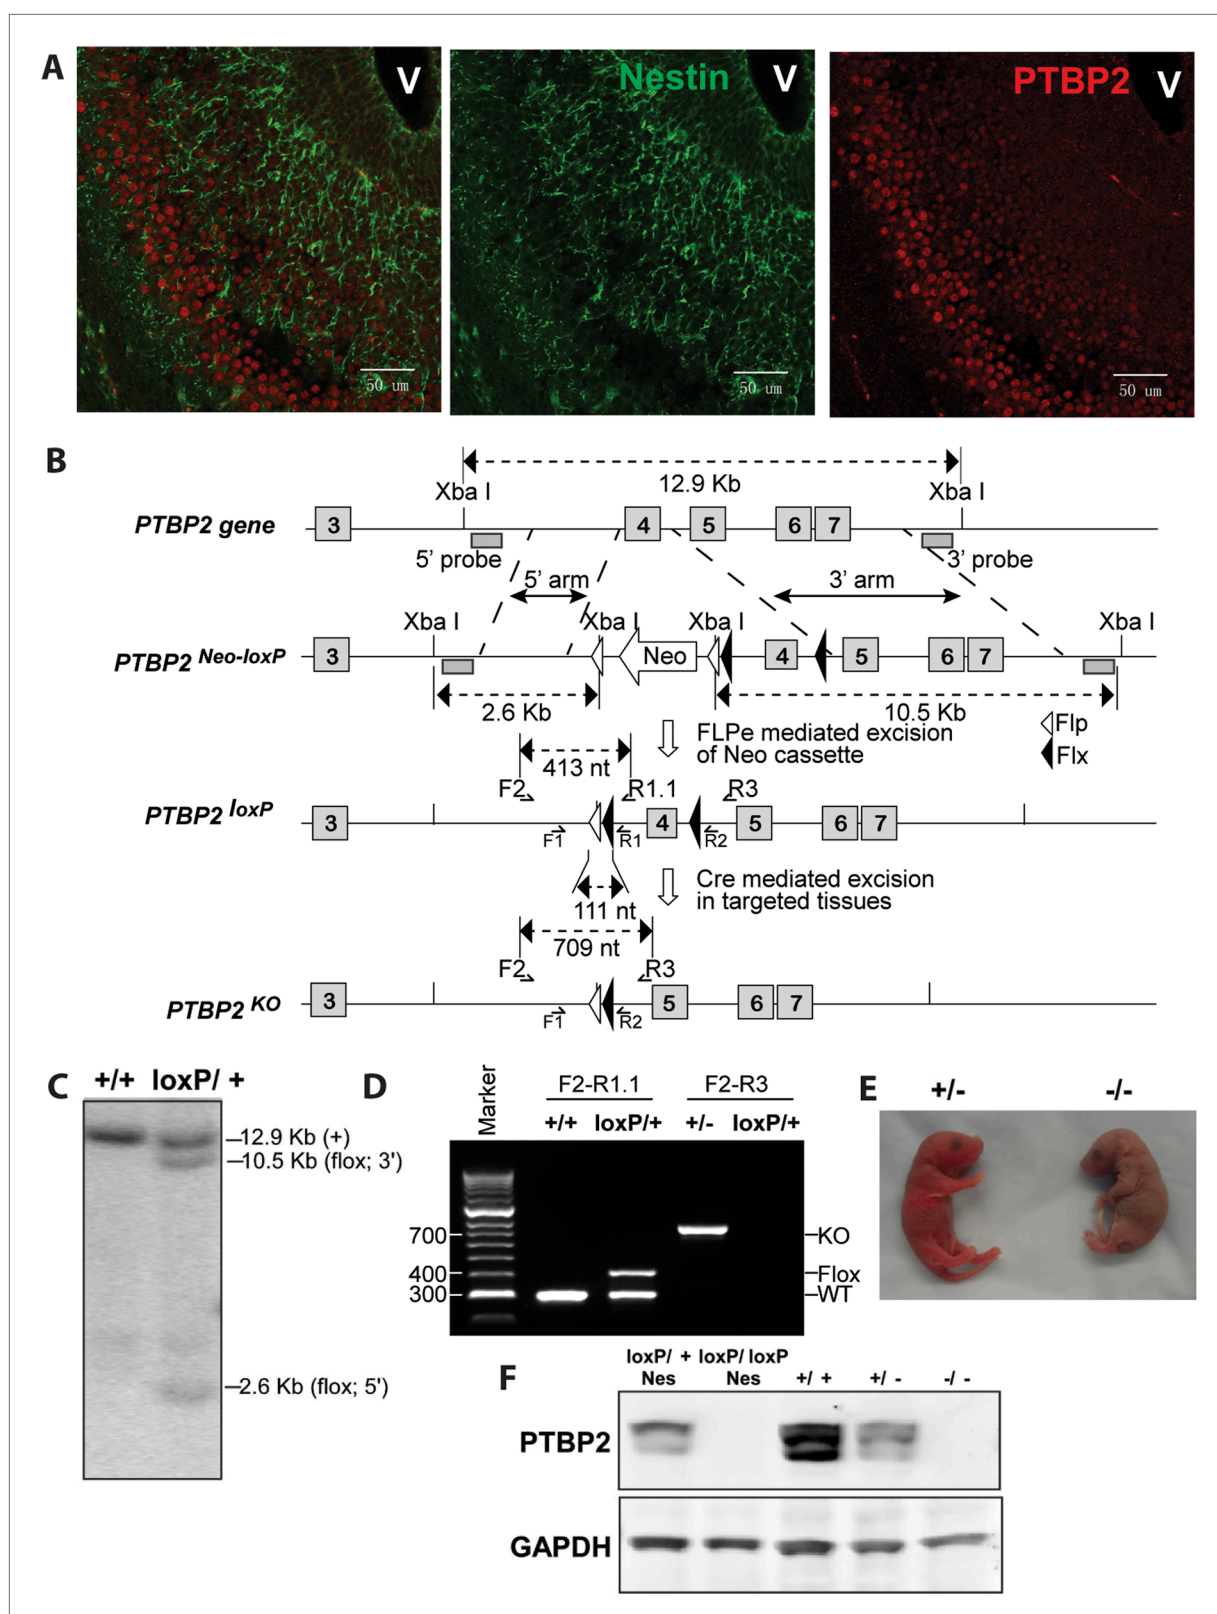 A
V
Nestin
V
PTBP2
V
50 um
50 um
50 um
B
12.9 Kb
Xba I
Xba I
PTBP2 gene
3
4
5
6
7
5’ probe
3’ probe
5’ arm
3’ arm
Xba I
Xba I
Xba I
Xba I
PTBP2 Neo-loxP
3
Neo
4
5
6
7
2.6 Kb
10.5 Kb
Flp
Flx
FLPe mediated excision
of Neo cassette
413 nt
F2
R1.1
R3
PTBP2 loxP
3
4
5
6
7
F1
R1
R2
Cre mediated excision
in targeted tissues
111 nt
709 nt
F2
R3
PTBP2 KO
3
5
6
7
F1
R2
C
+/+ loxP/ +
12.9 Kb (+)
10.5 Kb (flox; 3')
2.6 Kb (flox; 5')
D
Marker
F2-R1.1
F2-R3
+/+ loxP/+ +/- loxP/+
700
400
300
KO
Flox
WT
E
+/- -/-
F
loxP/ + loxP/ loxP
Nes Nes +/ + +/ - -/ -
PTBP2
GAPDH